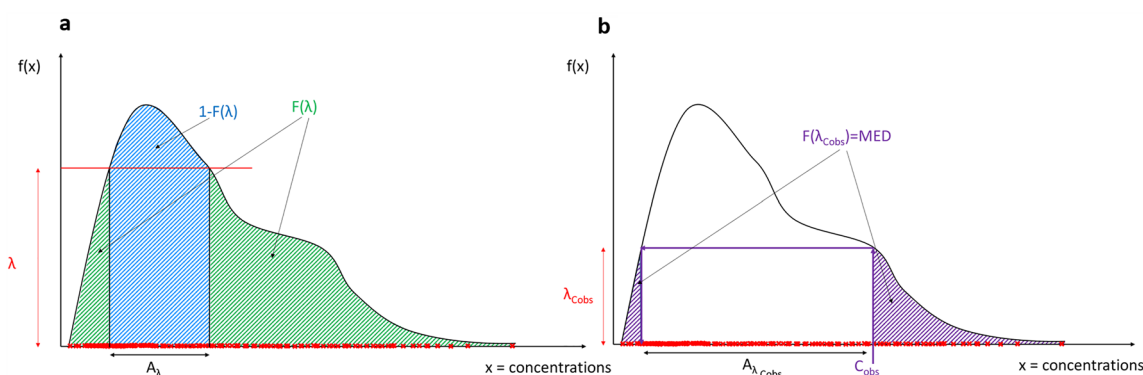 a
f(x)
1-F(λ)
F(λ)
λ
Aλ
x = concentrations
b
f(x)
F(λCobs)=MED
λCobs
AλCobs
Cobs
x = concentrations